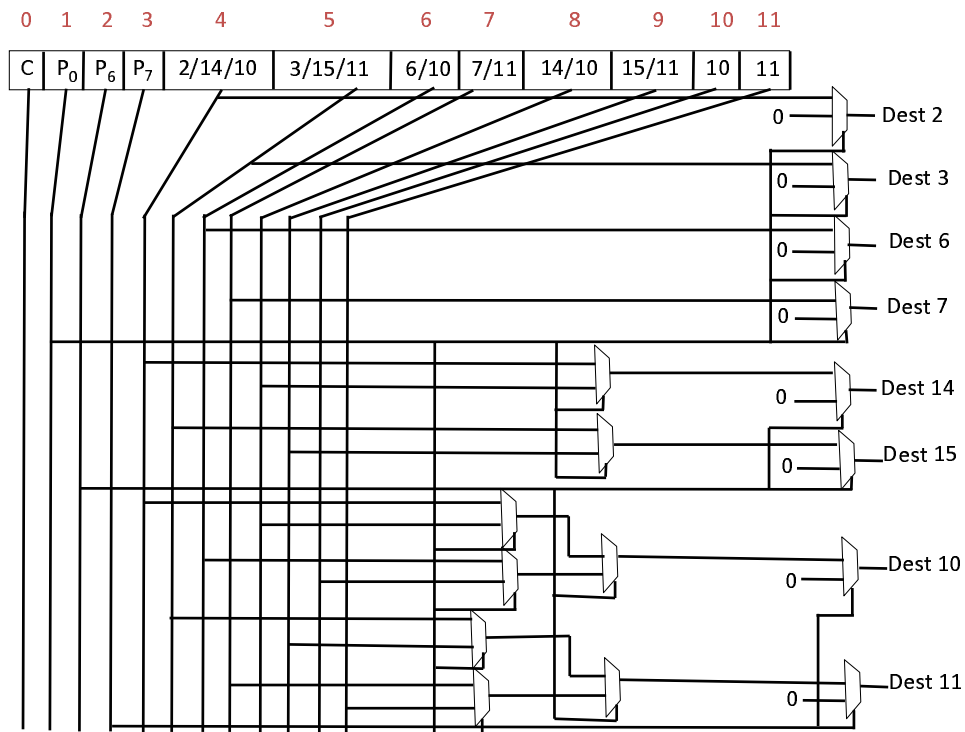 0 1 2 3 4 5 6 7 8 9 10 11
C P₀ P₆ P₇ 2/14/10 3/15/11 6/10 7/11 14/10 15/11 10 11
0 Dest 2
0 Dest 3
0 Dest 6
0 Dest 7
0 Dest 14
0 Dest 15
0 Dest 10
0 Dest 11